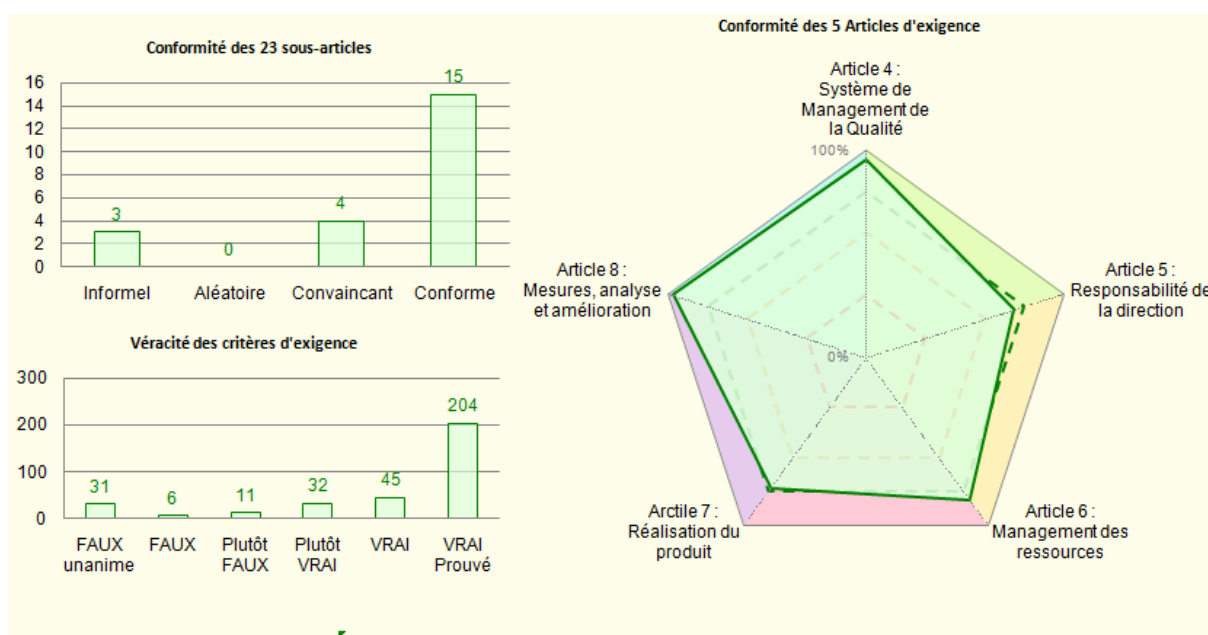 Conformité des 23 sous-articles
16
14
12
10
8
6
4
2
0
3
0
4
15
Informel
Aléatoire
Convaincant
Conforme
Véracité des critères d'exigence
300
200
100
0
31
6
11
32
45
204
FAUX
unanime
FAUX
Plutôt
FAUX
Plutôt
VRAI
VRAI
VRAI
Prouvé
Conformité des 5 Articles d'exigence
Article 4 :
Système de
Management de
la Qualité
100%
Article 8 :
Mesures, analyse
et amélioration
Article 5 :
Responsabilité de
la direction
0%
Arctile 7 :
Réalisation du
produit
Article 6 :
Management des
ressources